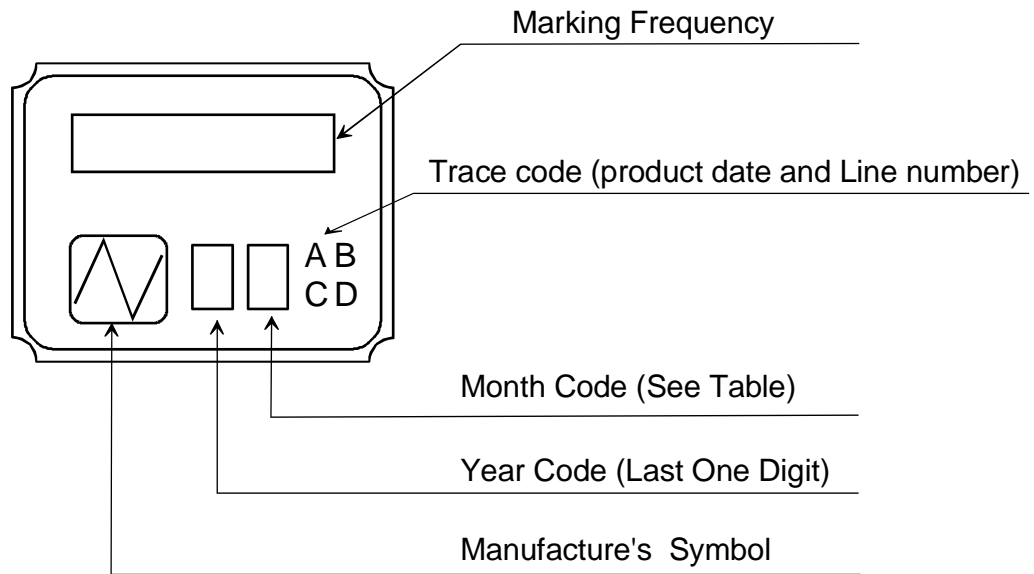 Marking Frequency
Trace code (product date and Line number)
A B
C D
Month Code (See Table)
Year Code (Last One Digit)
Manufacture's Symbol